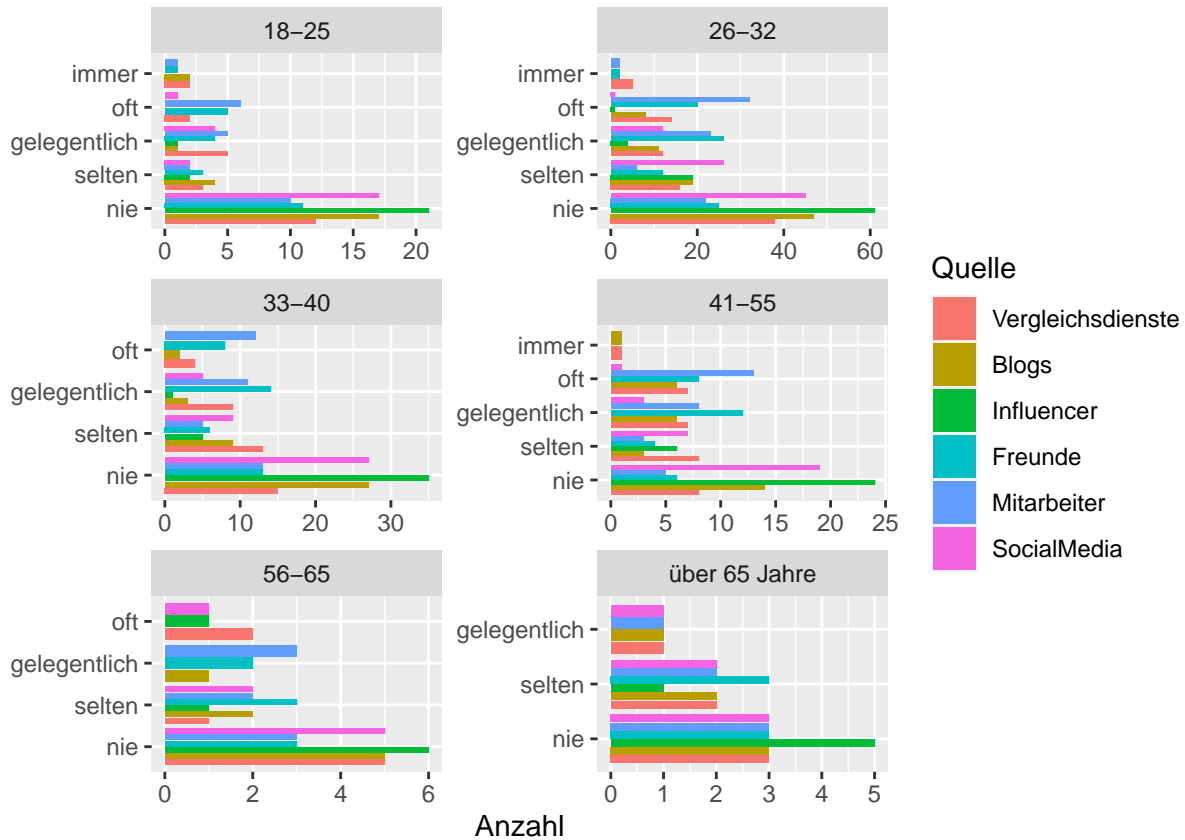 18−25
immer
oft
gelegentlich
selten
nie
0 5 10 15 20
26−32
immer
oft
gelegentlich
selten
nie
0 20 40 60
33−40
oft
gelegentlich
selten
nie
0 10 20 30
41−55
immer
oft
gelegentlich
selten
nie
0 5 10 15 20 25
56−65
oft
gelegentlich
selten
nie
0 2 4 6
über 65 Jahre
gelegentlich
selten
nie
0 1 2 3 4 5
Anzahl
Quelle
Vergleichsdienste
Blogs
Influencer
Freunde
Mitarbeiter
SocialMedia